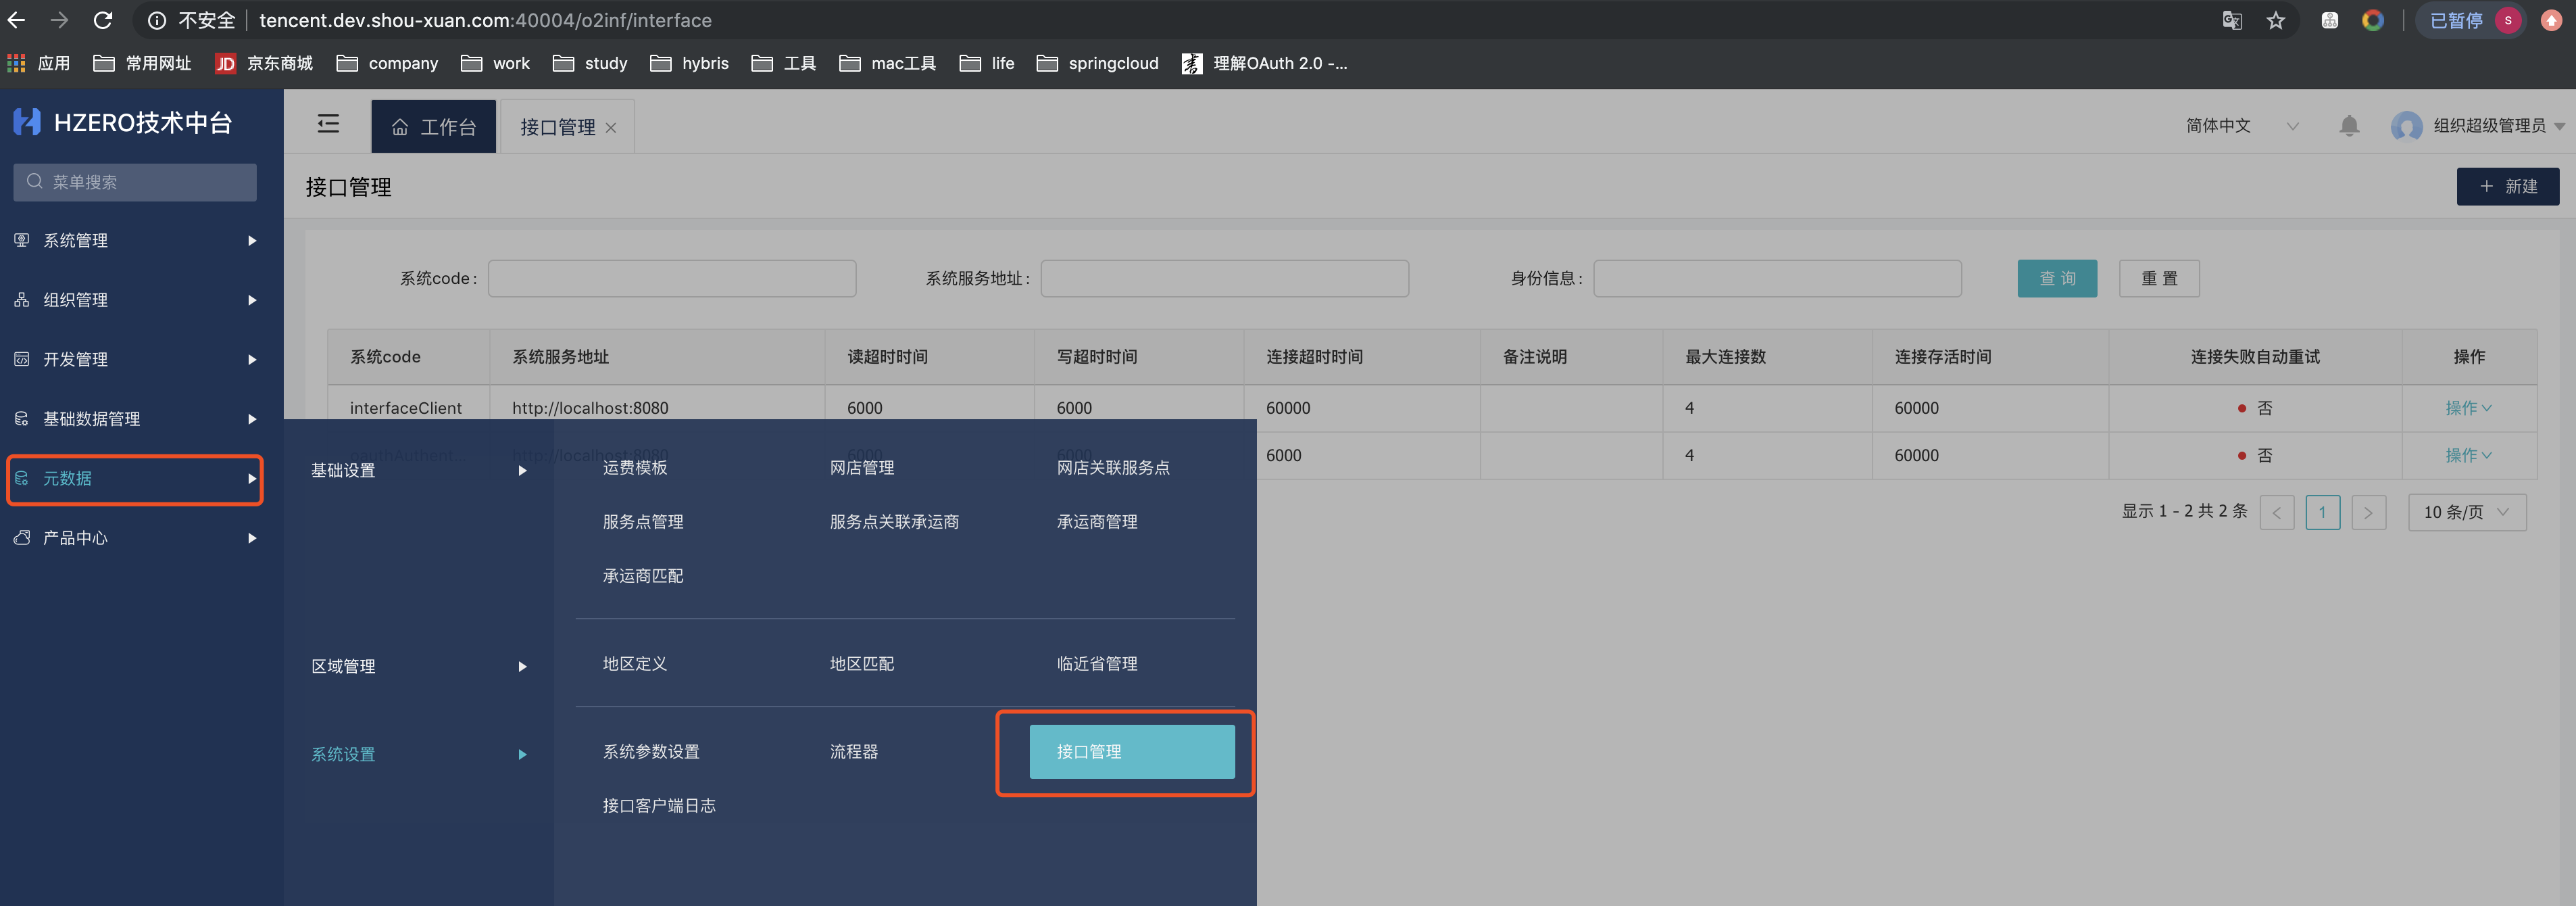 不安全 tencent.dev.shou-xuan.com:40004/o2inf/interface 已暂停 s
应用 常用网址 JD 京东商城 company work study hybris 工具 mac工具 life springcloud 理解OAuth 2.0 -...
HZERO技术中台
菜单搜索
系统管理
组织管理
开发管理
基础数据管理
元数据
产品中心
工作台 接口管理 简体中文 组织超级管理员
接口管理 新建
系统code : 系统服务地址 : 身份信息 : 查 询 重 置
系统code 系统服务地址 读超时时间 写超时时间 连接超时时间 备注说明 最大连接数 连接存活时间 连接失败自动重试 操作
interfaceClient http://localhost:8080 6000 6000 60000 4 60000 否 操作
oauthAuthent... http://localhost:8080 6000 4 60000 否 操作
显示 1 - 2 共 2 条 1 10 条/页
基础设置 运费模板 网店管理 网店关联服务点
服务点管理 服务点关联承运商 承运商管理
承运商匹配
区域管理 地区定义 地区匹配 临近省管理
系统设置 系统参数设置 流程器 接口管理
接口客户端日志